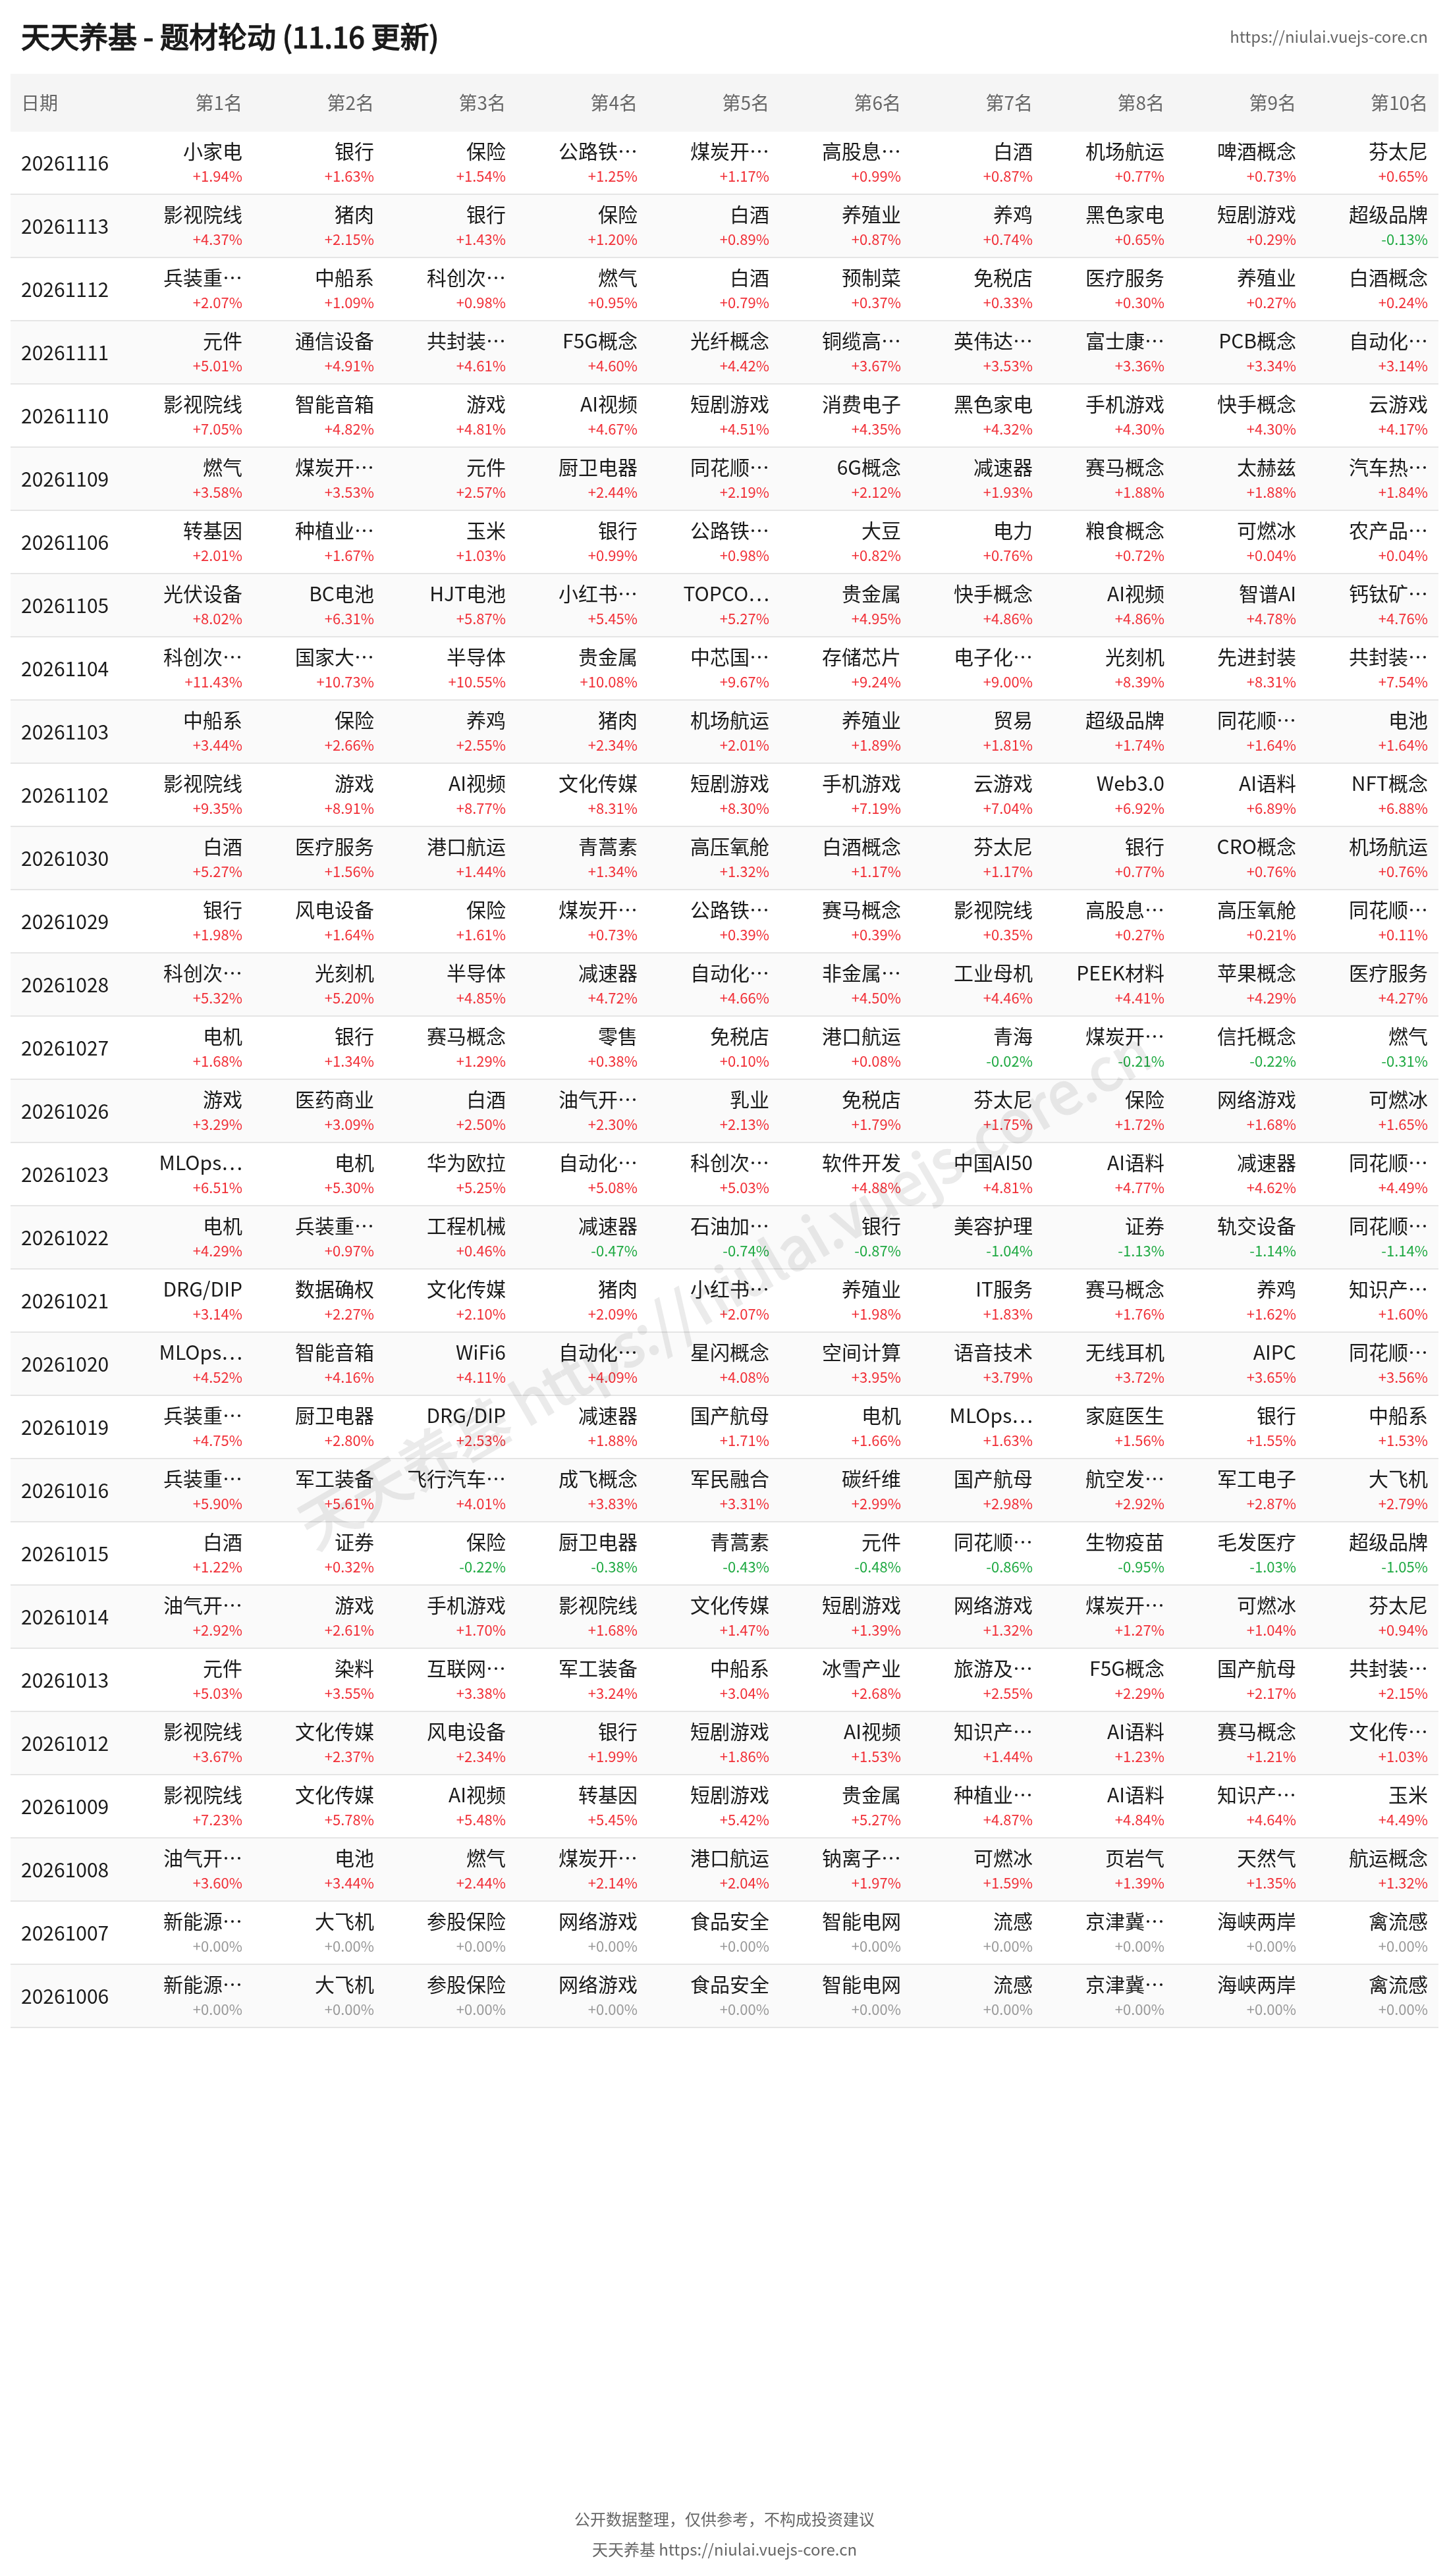 天天养基 - 题材轮动 (11.16 更新)
https://niulai.vuejs-core.cn
日期 第1名 第2名 第3名 第4名 第5名 第6名 第7名 第8名 第9名 第10名
小家电 银行 保险 公路铁… 煤炭开… 高股息… 白酒 机场航运 啤酒概念 芬太尼
20261116
+1.94% +1.63% +1.54% +1.25% +1.17% +0.99% +0.87% +0.77% +0.73% +0.65%
影视院线 猪肉 银行 保险 白酒 养殖业 养鸡 黑色家电 短剧游戏 超级品牌
20261113
+4.37% +2.15% +1.43% +1.20% +0.89% +0.87% +0.74% +0.65% +0.29% -0.13%
兵装重… 中船系 科创次… 燃气 白酒 预制菜 免税店 医疗服务 养殖业 白酒概念
20261112
+2.07% +1.09% +0.98% +0.95% +0.79% +0.37% +0.33% +0.30% +0.27% +0.24%
元件 通信设备 共封装… F5G概念 光纤概念 铜缆高… 英伟达… 富士康… PCB概念 自动化…
20261111
+5.01% +4.91% +4.61% +4.60% +4.42% +3.67% +3.53% +3.36% +3.34% +3.14%
影视院线 智能音箱 游戏 AI视频 短剧游戏 消费电子 黑色家电 手机游戏 快手概念 云游戏
20261110
+7.05% +4.82% +4.81% +4.67% +4.51% +4.35% +4.32% +4.30% +4.30% +4.17%
燃气 煤炭开… 元件 厨卫电器 同花顺… 6G概念 减速器 赛马概念 太赫兹 汽车热…
20261109
+3.58% +3.53% +2.57% +2.44% +2.19% +2.12% +1.93% +1.88% +1.88% +1.84%
转基因 种植业… 玉米 银行 公路铁… 大豆 电力 粮食概念 可燃冰 农产品…
20261106
+2.01% +1.67% +1.03% +0.99% +0.98% +0.82% +0.76% +0.72% +0.04% +0.04%
光伏设备 BC电池 HJT电池 小红书… TOPCO… 贵金属 快手概念 AI视频 智谱AI 钙钛矿…
20261105
+8.02% +6.31% +5.87% +5.45% +5.27% +4.95% +4.86% +4.86% +4.78% +4.76%
科创次… 国家大… 半导体 贵金属 中芯国… 存储芯片 电子化… 光刻机 先进封装 共封装…
20261104
+11.43% +10.73% +10.55% +10.08% +9.67% +9.24% +9.00% +8.39% +8.31% +7.54%
中船系 保险 养鸡 猪肉 机场航运 养殖业 贸易 超级品牌 同花顺… 电池
20261103
+3.44% +2.66% +2.55% +2.34% +2.01% +1.89% +1.81% +1.74% +1.64% +1.64%
影视院线 游戏 AI视频 文化传媒 短剧游戏 手机游戏 云游戏 Web3.0 AI语料 NFT概念
20261102
+9.35% +8.91% +8.77% +8.31% +8.30% +7.19% +7.04% +6.92% +6.89% +6.88%
白酒 医疗服务 港口航运 青蒿素 高压氧舱 白酒概念 芬太尼 银行 CRO概念 机场航运
20261030
+5.27% +1.56% +1.44% +1.34% +1.32% +1.17% +1.17% +0.77% +0.76% +0.76%
银行 风电设备 保险 煤炭开… 公路铁… 赛马概念 影视院线 高股息… 高压氧舱 同花顺…
20261029
+1.98% +1.64% +1.61% +0.73% +0.39% +0.39% +0.35% +0.27% +0.21% +0.11%
科创次… 光刻机 半导体 减速器 自动化… 非金属… 工业母机 PEEK材料 苹果概念 医疗服务
20261028
+5.32% +5.20% +4.85% +4.72% +4.66% +4.50% +4.46% +4.41% +4.29% +4.27%
电机 银行 赛马概念 零售 免税店 港口航运 青海 煤炭开… 信托概念 燃气
20261027
+1.68% +1.34% +1.29% +0.38% +0.10% +0.08% -0.02% -0.21% -0.22% -0.31%
游戏 医药商业 白酒 油气开… 乳业 免税店 芬太尼 保险 网络游戏 可燃冰
20261026
+3.29% +3.09% +2.50% +2.30% +2.13% +1.79% +1.75% +1.72% +1.68% +1.65%
MLOps… 电机 华为欧拉 自动化… 科创次… 软件开发 中国AI50 AI语料 减速器 同花顺…
20261023
+6.51% +5.30% +5.25% +5.08% +5.03% +4.88% +4.81% +4.77% +4.62% +4.49%
电机 兵装重… 工程机械 减速器 石油加… 银行 美容护理 证券 轨交设备 同花顺…
20261022
+4.29% +0.97% +0.46% -0.47% -0.74% -0.87% -1.04% -1.13% -1.14% -1.14%
DRG/DIP 数据确权 文化传媒 猪肉 小红书… 养殖业 IT服务 赛马概念 养鸡 知识产…
20261021
+3.14% +2.27% +2.10% +2.09% +2.07% +1.98% +1.83% +1.76% +1.62% +1.60%
MLOps… 智能音箱 WiFi6 自动化… 星闪概念 空间计算 语音技术 无线耳机 AIPC 同花顺…
20261020
+4.52% +4.16% +4.11% +4.09% +4.08% +3.95% +3.79% +3.72% +3.65% +3.56%
兵装重… 厨卫电器 DRG/DIP 减速器 国产航母 电机 MLOps… 家庭医生 银行 中船系
20261019
+4.75% +2.80% +2.53% +1.88% +1.71% +1.66% +1.63% +1.56% +1.55% +1.53%
兵装重… 军工装备 飞行汽车… 成飞概念 军民融合 碳纤维 国产航母 航空发… 军工电子 大飞机
20261016
+5.90% +5.61% +4.01% +3.83% +3.31% +2.99% +2.98% +2.92% +2.87% +2.79%
白酒 证券 保险 厨卫电器 青蒿素 元件 同花顺… 生物疫苗 毛发医疗 超级品牌
20261015
+1.22% +0.32% -0.22% -0.38% -0.43% -0.48% -0.86% -0.95% -1.03% -1.05%
油气开… 游戏 手机游戏 影视院线 文化传媒 短剧游戏 网络游戏 煤炭开… 可燃冰 芬太尼
20261014
+2.92% +2.61% +1.70% +1.68% +1.47% +1.39% +1.32% +1.27% +1.04% +0.94%
元件 染料 互联网… 军工装备 中船系 冰雪产业 旅游及… F5G概念 国产航母 共封装…
20261013
+5.03% +3.55% +3.38% +3.24% +3.04% +2.68% +2.55% +2.29% +2.17% +2.15%
影视院线 文化传媒 风电设备 银行 短剧游戏 AI视频 知识产… AI语料 赛马概念 文化传…
20261012
+3.67% +2.37% +2.34% +1.99% +1.86% +1.53% +1.44% +1.23% +1.21% +1.03%
影视院线 文化传媒 AI视频 转基因 短剧游戏 贵金属 种植业… AI语料 知识产… 玉米
20261009
+7.23% +5.78% +5.48% +5.45% +5.42% +5.27% +4.87% +4.84% +4.64% +4.49%
油气开… 电池 燃气 煤炭开… 港口航运 钠离子… 可燃冰 页岩气 天然气 航运概念
20261008
+3.60% +3.44% +2.44% +2.14% +2.04% +1.97% +1.59% +1.39% +1.35% +1.32%
新能源… 大飞机 参股保险 网络游戏 食品安全 智能电网 流感 京津冀… 海峡两岸 禽流感
20261007
+0.00% +0.00% +0.00% +0.00% +0.00% +0.00% +0.00% +0.00% +0.00% +0.00%
新能源… 大飞机 参股保险 网络游戏 食品安全 智能电网 流感 京津冀… 海峡两岸 禽流感
20261006
+0.00% +0.00% +0.00% +0.00% +0.00% +0.00% +0.00% +0.00% +0.00% +0.00%
天天养基 https://niulai.vuejs-core.cn
公开数据整理，仅供参考，不构成投资建议
天天养基 https://niulai.vuejs-core.cn